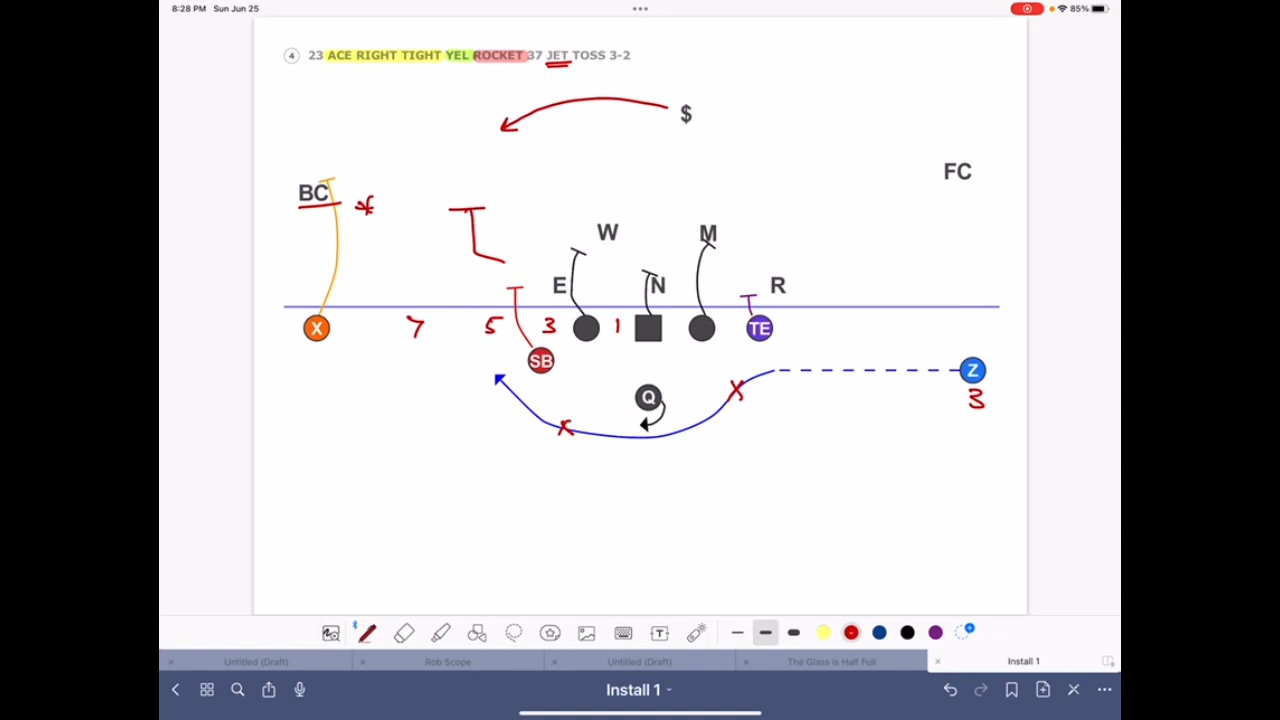 8:28 PM Sun Jun 25
85%
4 23 ACE RIGHT TIGHT YEL ROCKET 37 JET TOSS 3-2
$
FC
BC
W
M
E
N
R
X
7
5
3
1
TE
SB
Q
Z
3
T
Untitled (Draft)
Rob Scope
Untitled (Draft)
The Glass is Half Full
Install 1
Install 1